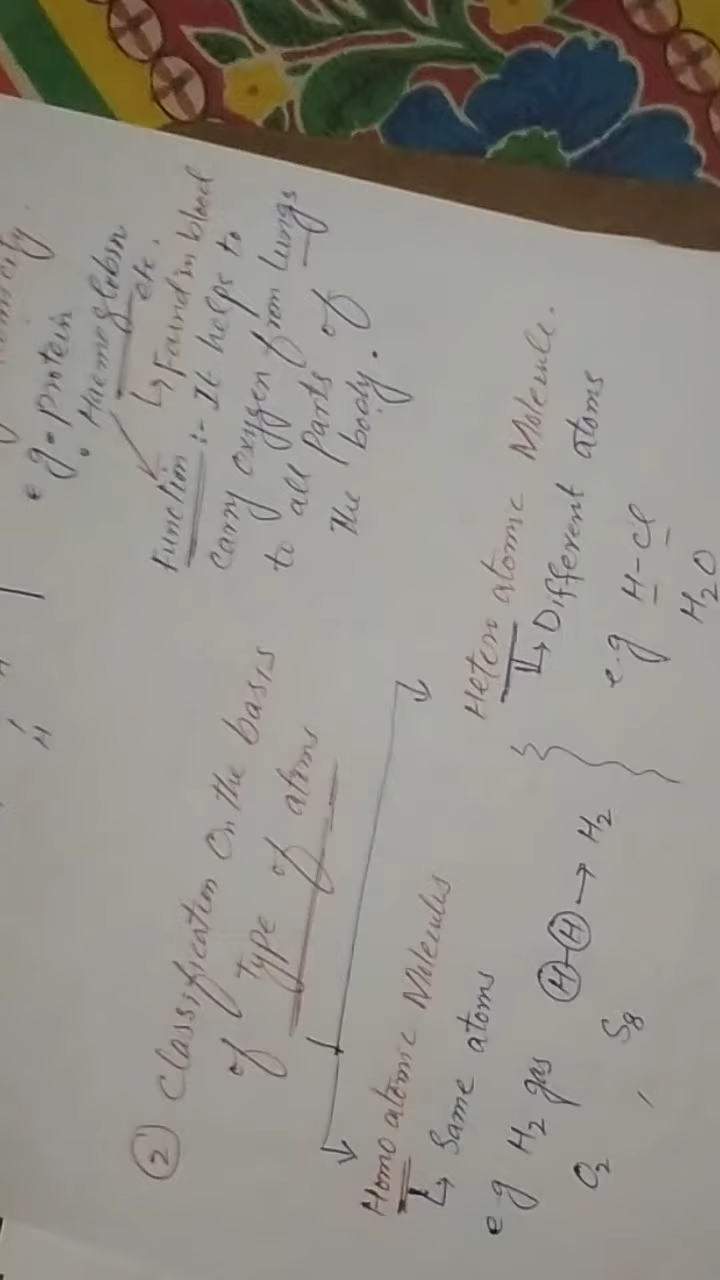 e.g. Protein
• Haemoglobin etc.
↳ Found in blood
Function :- It helps to
carry oxygen from Lungs
to all Parts of
the body.
② Classification On the basis
of Type of atoms
Homo atomic Molecules
↳ Same atoms
e.g H2 gas H-H → H2
O2 , S8
Hetero atomic Molecule.
↳ Different atoms
e.g H-Cl
H2O